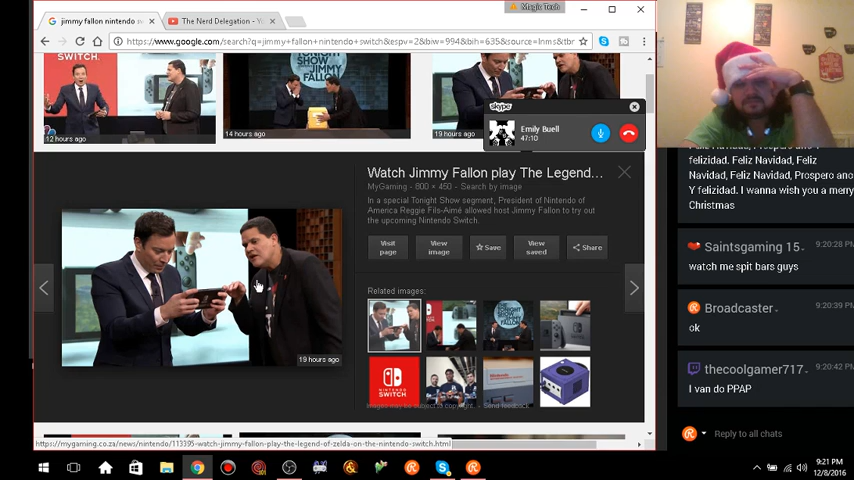 Magic Tech
jimmy fallon nintendo s
The Nerd Delegation - Y
https://www.google.com/search?q=jimmy+fallon+nintendo+switch&espv=2&biw=994&bih=635&source=lnms&tbr
SWITCH.
TONIGHT
SHOW
JIMMY
FALLON
12 hours ago
14 hours ago
19 hours ago
skype
Emily Buell
47:10
Watch Jimmy Fallon play The Legend...
MyGaming - 800 × 450 - Search by image
In a special Tonight Show segment, President of Nintendo of
America Reggie Fils-Aimé allowed host Jimmy Fallon to try out
the upcoming Nintendo Switch.
Visit page
View image
Save
View saved
Share
Related images:
TONIGHT
SHOW
JIMMY
FALLON
NINTENDO
SWITCH
19 hours ago
Images may be subject to copyright. - Send feedback
https://mygaming.co.za/news/nintendo/113395-watch-jimmy-fallon-play-the-legend-of-zelda-on-the-nintendo-switch.html
felizidad. Feliz Navidad, Feliz
Navidad, Feliz Navidad, Prospero ano
Y felizidad. I wanna wish you a merry
Christmas
Saintsgaming 15-
9:20:28 PM
watch me spit bars guys
Broadcaster-
9:20:39 PM
ok
thecoolgamer717-
9:20:42 PM
I van do PPAP
Reply to all chats
9:21 PM
12/8/2016